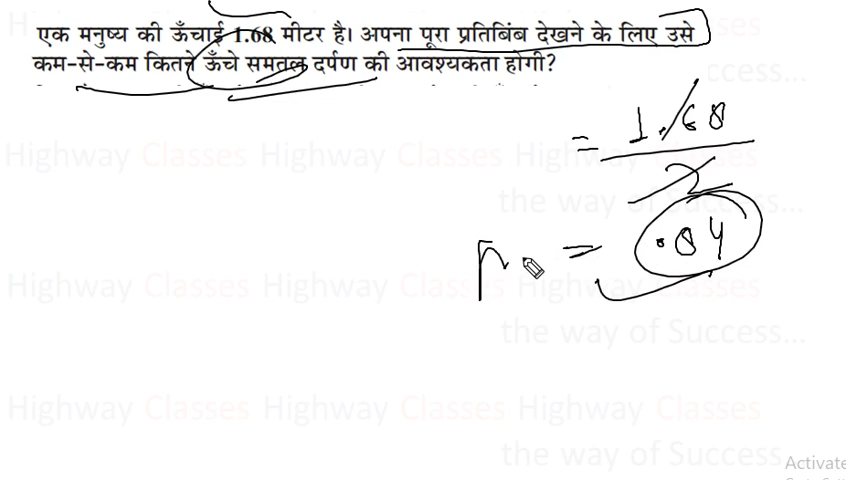 एक मनुष्य की ऊँचाई 1.68 मीटर है। अपना पूरा प्रतिबिंब देखने के लिए उसे
कम-से-कम कितने ऊँचे समतल दर्पण की आवश्यकता होगी?
= 1.68
2
= .84
Highway Classes Highway Classes Highway Classes
the way of Success...
Highway Classes Highway Classes Highway Classes
the way of Success...
Highway Classes Highway Classes Highway Classes
the way of Success
Activate